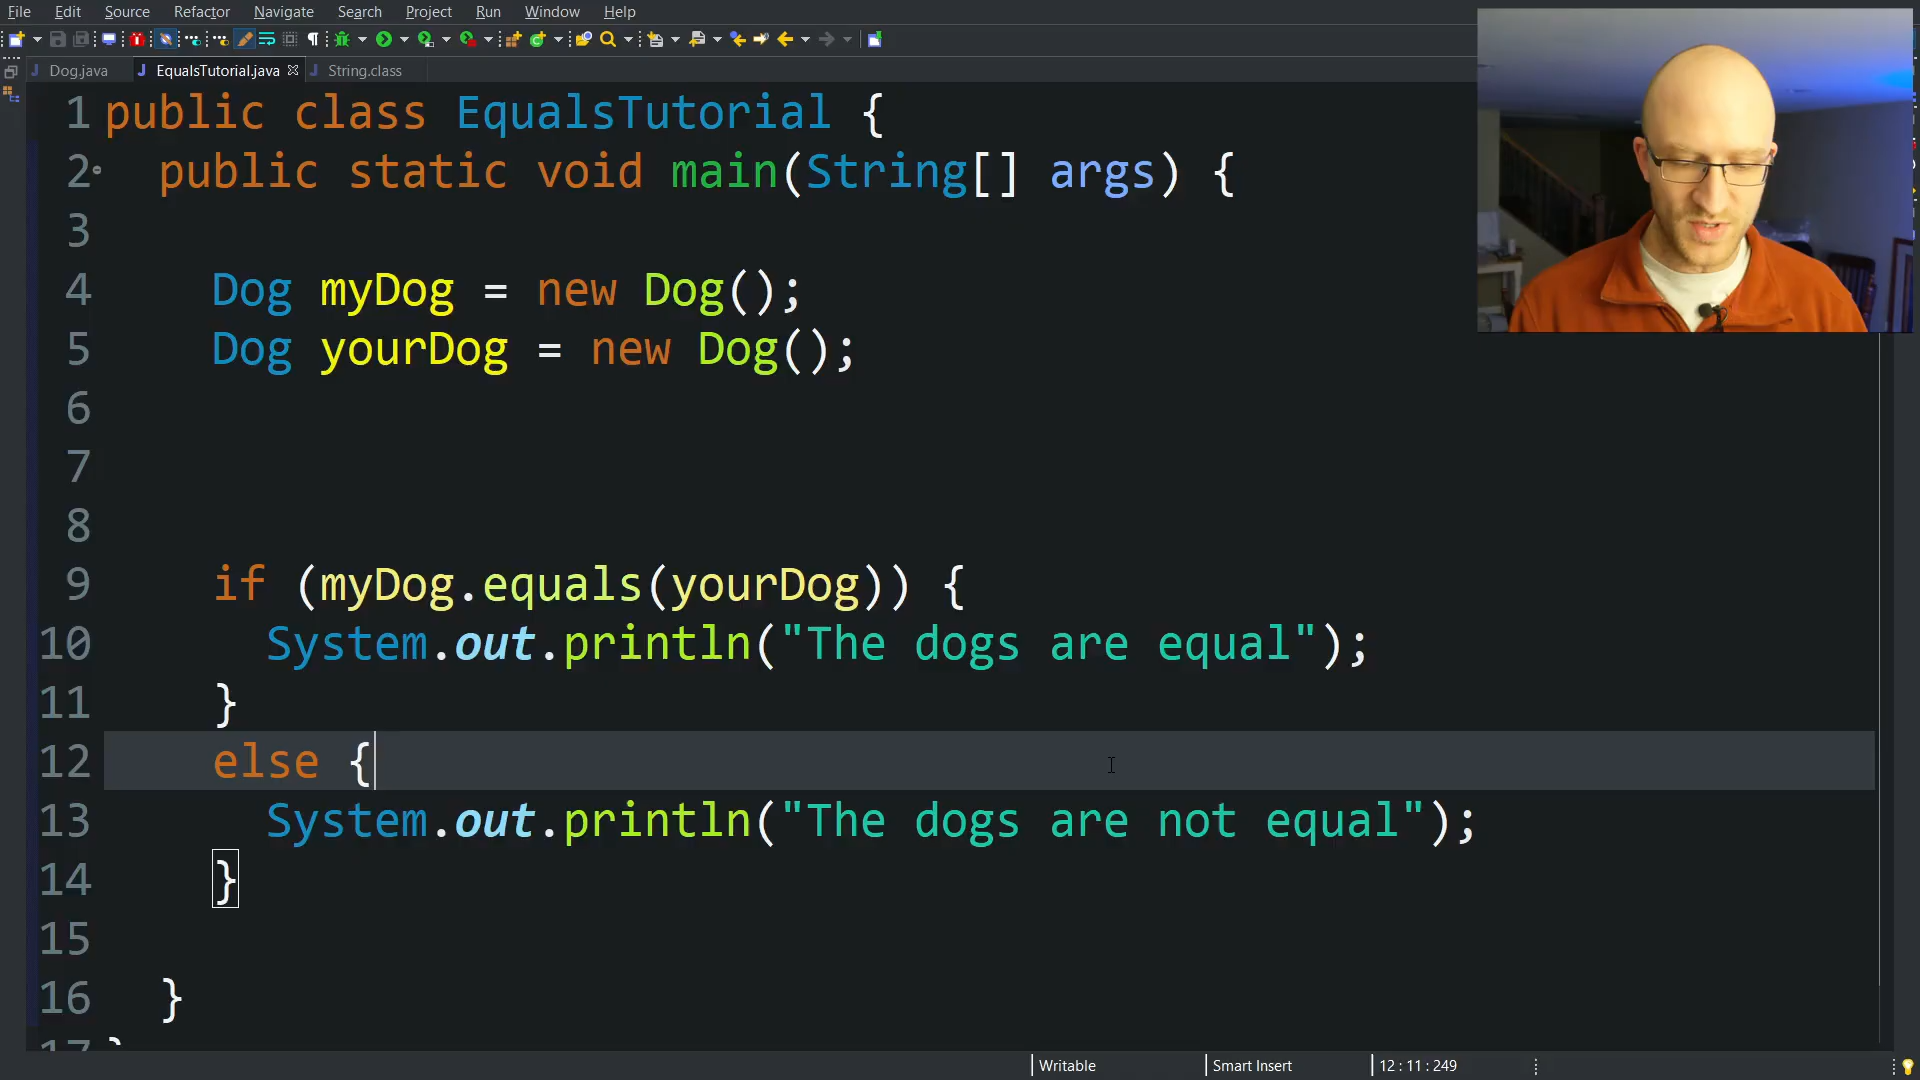 File Edit Source Refactor Navigate Search Project Run Window Help
Dog.java EqualsTutorial.java String.class
1 public class EqualsTutorial {
2 public static void main(String[] args) {
3
4 Dog myDog = new Dog();
5 Dog yourDog = new Dog();
6
7
8
9 if (myDog.equals(yourDog)) {
10 System.out.println("The dogs are equal");
11 }
12 else {
13 System.out.println("The dogs are not equal");
14 }
15
16 }
17 }
Writable Smart Insert 12 : 11 : 249